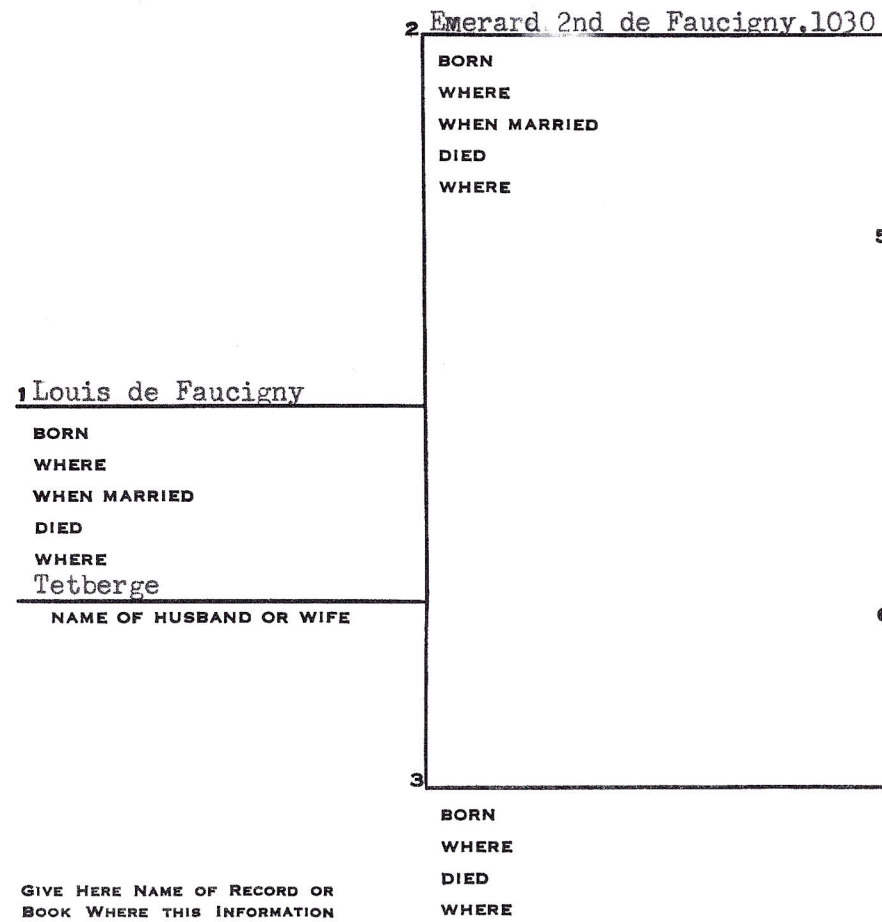 2 Emerard 2nd de Faucigny,1030
BORN
WHERE
WHEN MARRIED
DIED
WHERE
5
1 Louis de Faucigny
BORN
WHERE
WHEN MARRIED
DIED
WHERE
Tetberge
NAME OF HUSBAND OR WIFE
3
BORN
WHERE
DIED
WHERE
GIVE HERE NAME OF RECORD OR
BOOK WHERE THIS INFORMATION